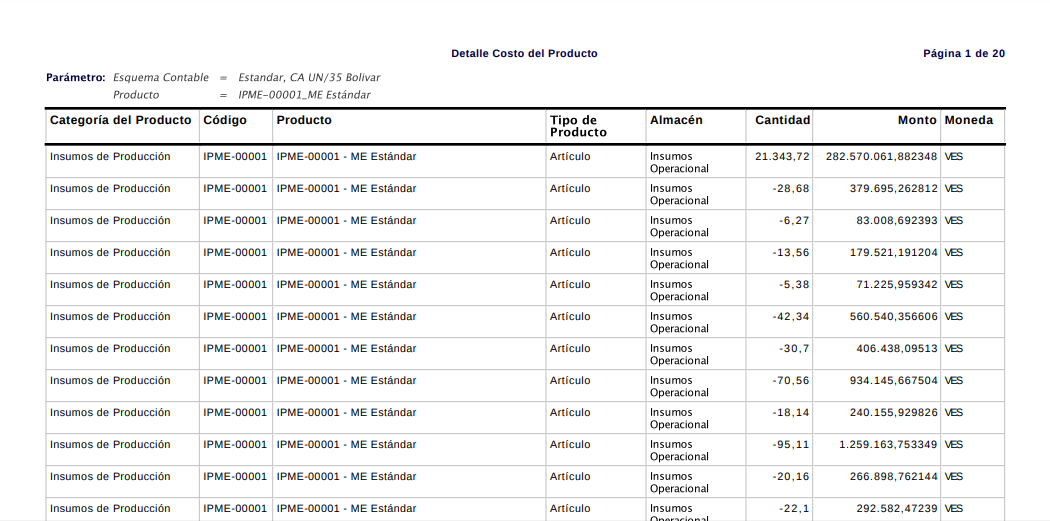 Detalle Costo del Producto Página 1 de 20
Parámetro: Esquema Contable = Estandar, CA UN/35 Bolivar
Producto = IPME-00001_ME Estándar
Categoría del Producto Código Producto Tipo de Producto Almacén Cantidad Monto Moneda
Insumos de Producción IPME-00001 IPME-00001 - ME Estándar Artículo Insumos Operacional 21.343,72 282.570.061,882348 VES
Insumos de Producción IPME-00001 IPME-00001 - ME Estándar Artículo Insumos Operacional -28,68 379.695,262812 VES
Insumos de Producción IPME-00001 IPME-00001 - ME Estándar Artículo Insumos Operacional -6,27 83.008,692393 VES
Insumos de Producción IPME-00001 IPME-00001 - ME Estándar Artículo Insumos Operacional -13,56 179.521,191204 VES
Insumos de Producción IPME-00001 IPME-00001 - ME Estándar Artículo Insumos Operacional -5,38 71.225,959342 VES
Insumos de Producción IPME-00001 IPME-00001 - ME Estándar Artículo Insumos Operacional -42,34 560.540,356606 VES
Insumos de Producción IPME-00001 IPME-00001 - ME Estándar Artículo Insumos Operacional -30,7 406.438,09513 VES
Insumos de Producción IPME-00001 IPME-00001 - ME Estándar Artículo Insumos Operacional -70,56 934.145,667504 VES
Insumos de Producción IPME-00001 IPME-00001 - ME Estándar Artículo Insumos Operacional -18,14 240.155,929826 VES
Insumos de Producción IPME-00001 IPME-00001 - ME Estándar Artículo Insumos Operacional -95,11 1.259.163,753349 VES
Insumos de Producción IPME-00001 IPME-00001 - ME Estándar Artículo Insumos Operacional -20,16 266.898,762144 VES
Insumos de Producción IPME-00001 IPME-00001 - ME Estándar Artículo Insumos Operacional -22,1 292.582,47239 VES